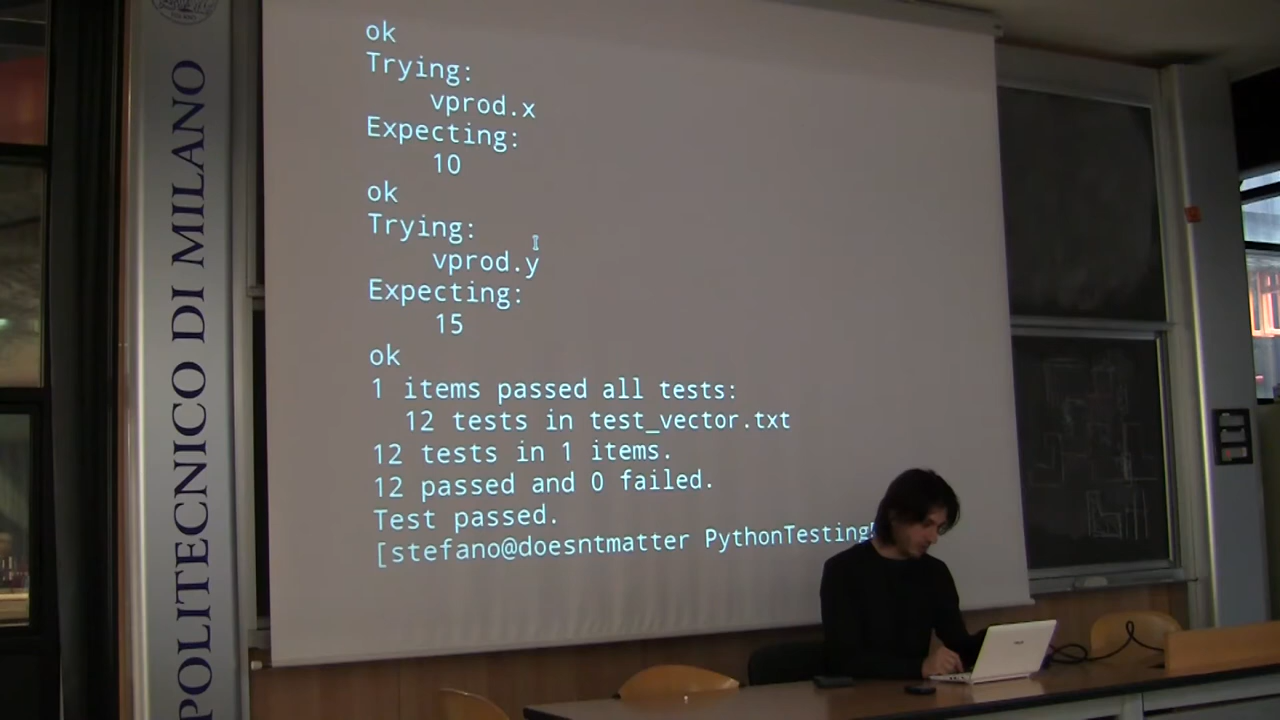 POLITECNICO DI MILANO
ok
Trying:
vprod.x
Expecting:
10
ok
Trying:
vprod.y
Expecting:
15
ok
1 items passed all tests:
12 tests in test_vector.txt
12 tests in 1 items.
12 passed and 0 failed.
Test passed.
[stefano@doesntmatter PythonTesting